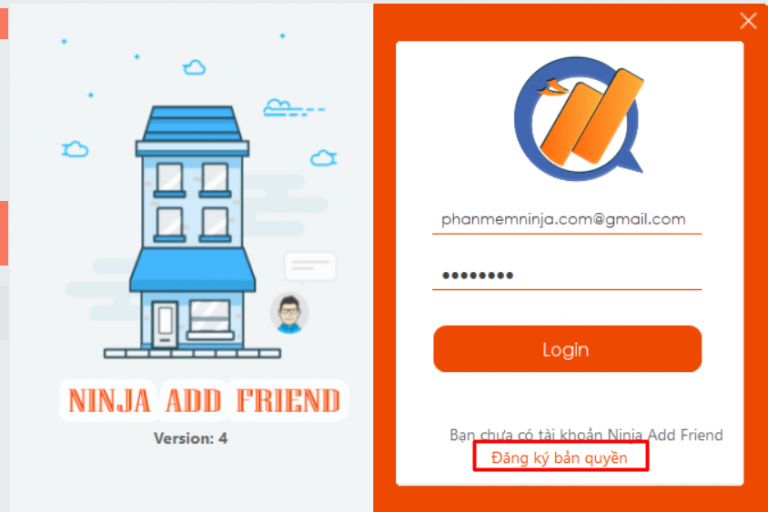 NINJA ADD FRIEND
Version: 4
phanmemninja.com@gmail.com
••••••••
Login
Bạn chưa có tài khoản Ninja Add Friend
Đăng ký bản quyền